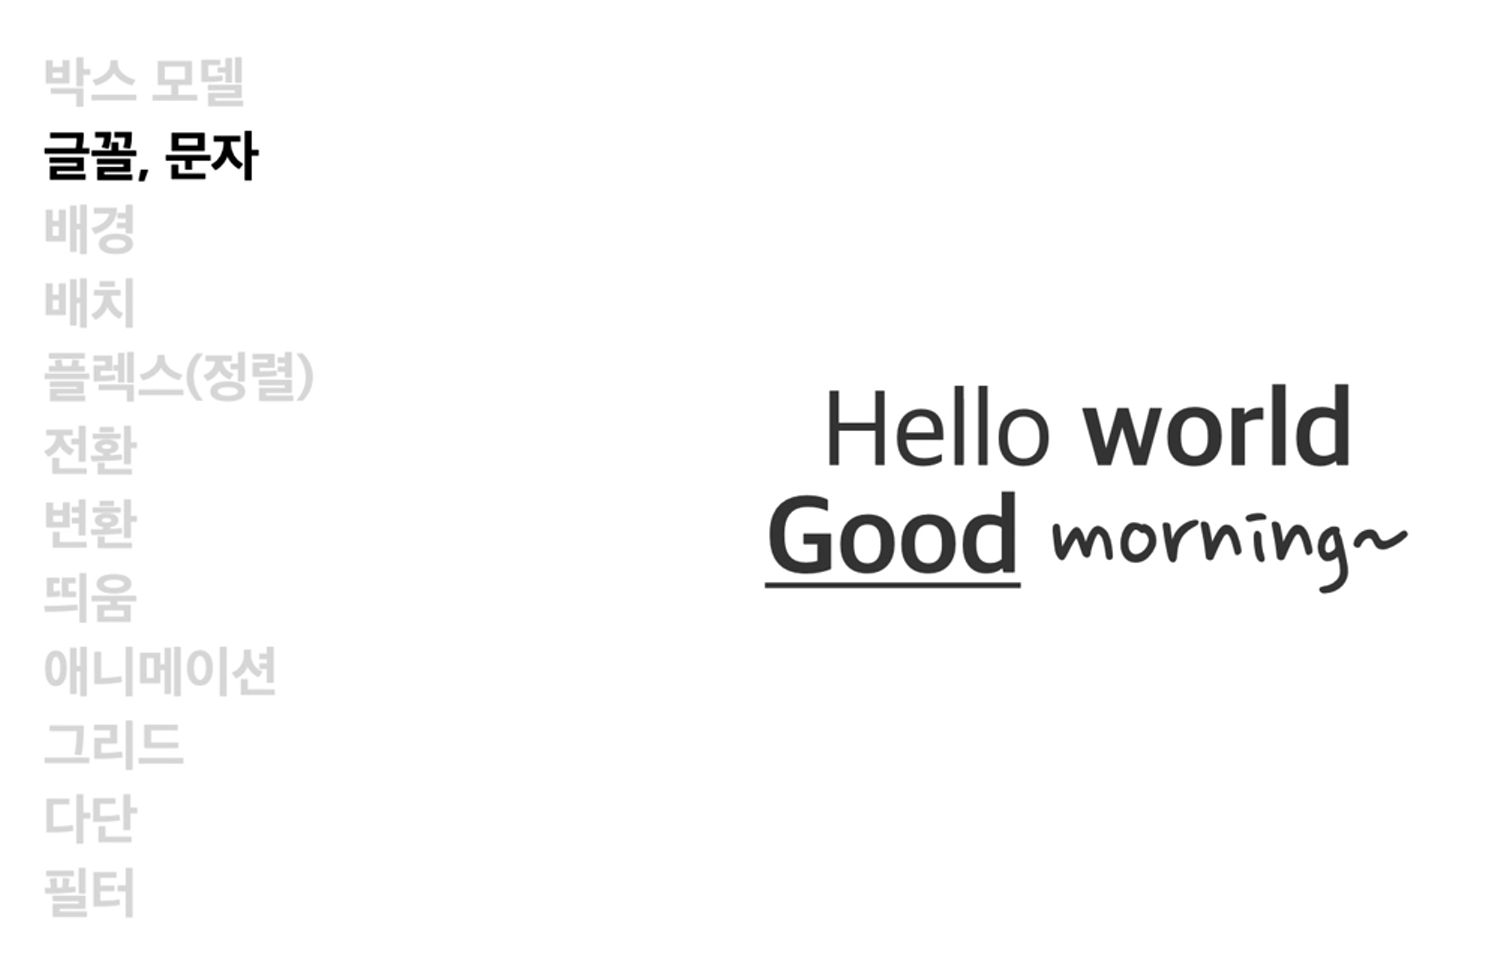 박스 모델
글꼴, 문자
배경
배치
플렉스(정렬)
전환
변환
띄움
애니메이션
그리드
다단
필터
Hello world
Good morning~